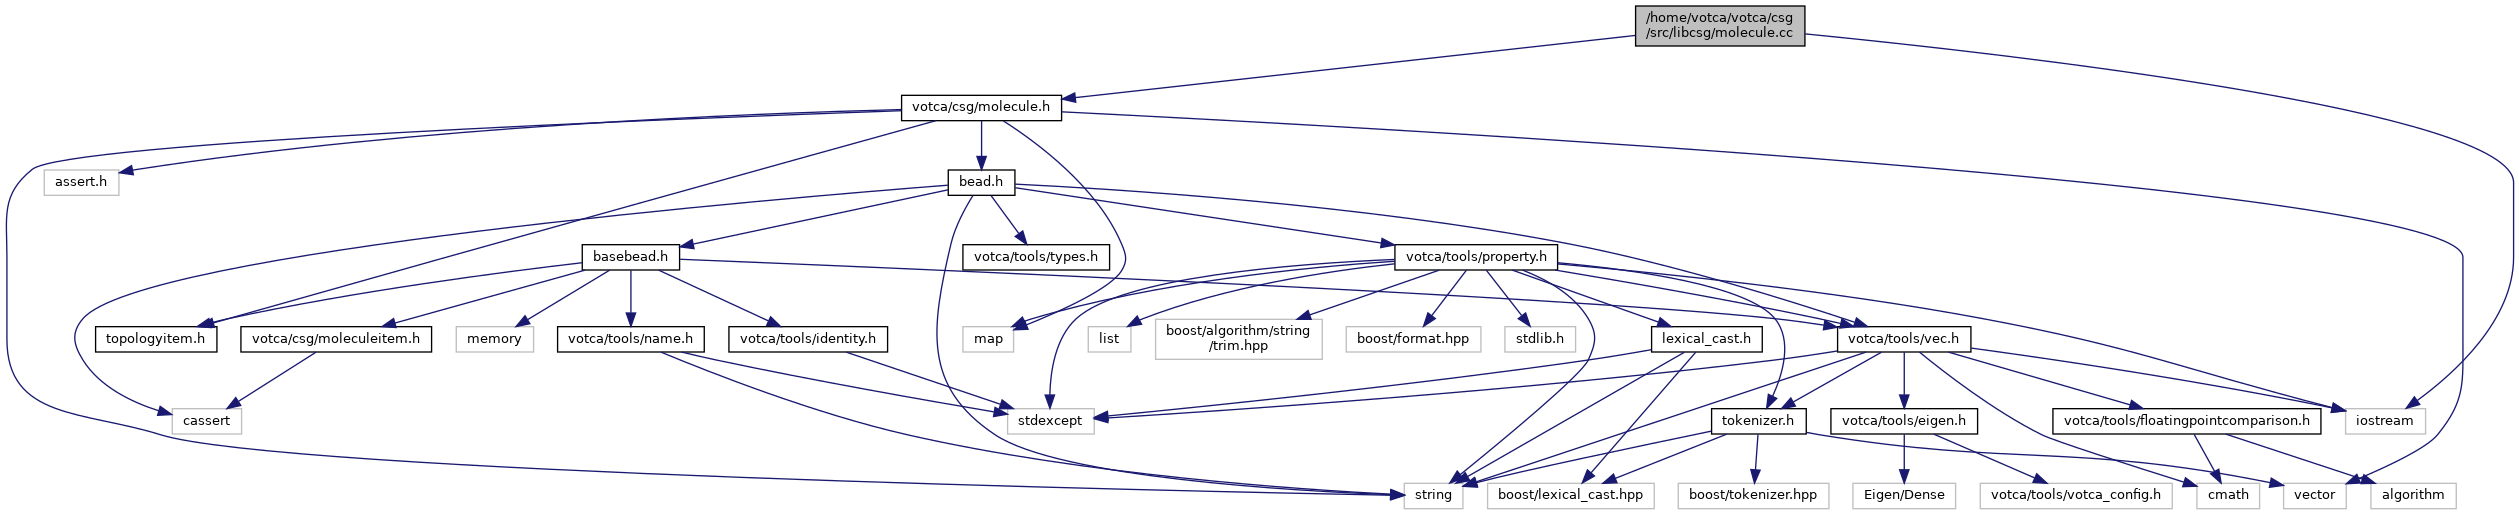 /home/votca/votca/csg
/src/libcsg/molecule.cc
votca/csg/molecule.h
assert.h
bead.h
basebead.h
votca/tools/types.h
votca/tools/property.h
topologyitem.h
votca/csg/moleculeitem.h
memory
votca/tools/name.h
votca/tools/identity.h
map
list
boost/algorithm/string
/trim.hpp
boost/format.hpp
stdlib.h
lexical_cast.h
votca/tools/vec.h
cassert
stdexcept
tokenizer.h
votca/tools/eigen.h
votca/tools/floatingpointcomparison.h
iostream
string
boost/lexical_cast.hpp
boost/tokenizer.hpp
Eigen/Dense
votca/tools/votca_config.h
cmath
vector
algorithm